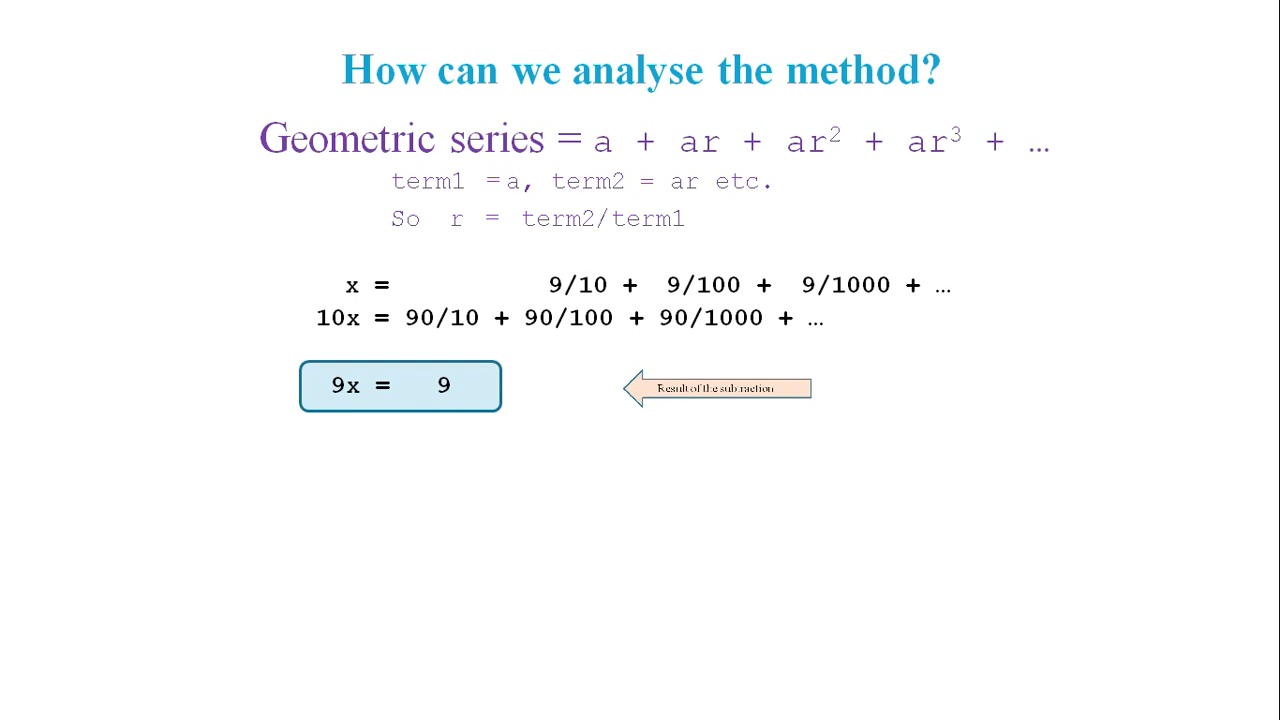 How can we analyse the method?
Geometric series = a + ar + ar² + ar³ + …
term1 =a, term2 = ar etc.
So r = term2/term1
x = 9/10 + 9/100 + 9/1000 + …
10x = 90/10 + 90/100 + 90/1000 + …
9x = 9
Result of the subtraction